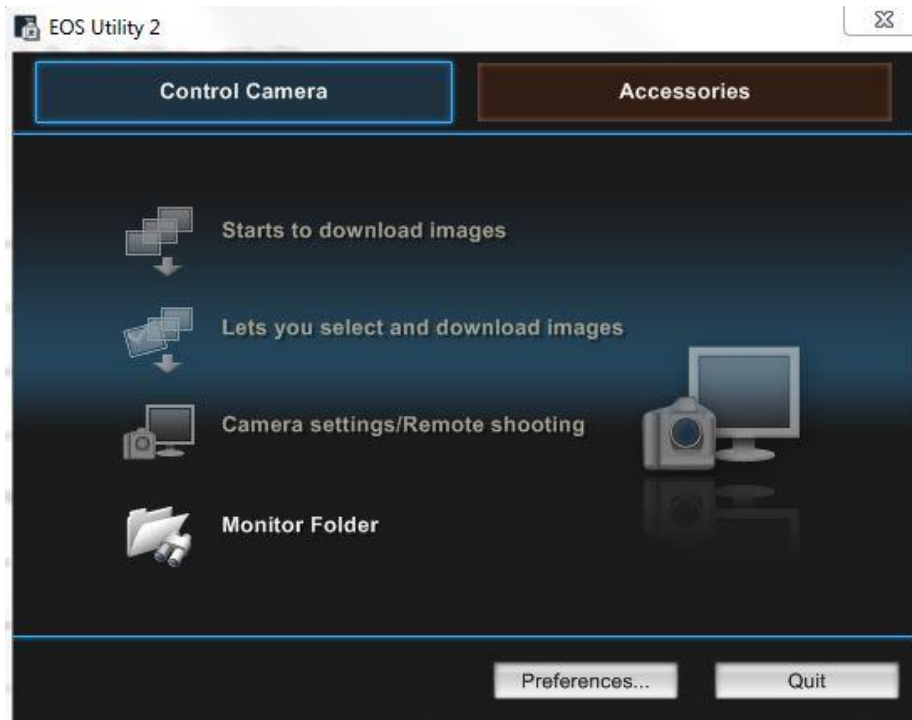 EOS Utility 2
Control Camera
Accessories
Starts to download images
Lets you select and download images
Camera settings/Remote shooting
Monitor Folder
Preferences...
Quit